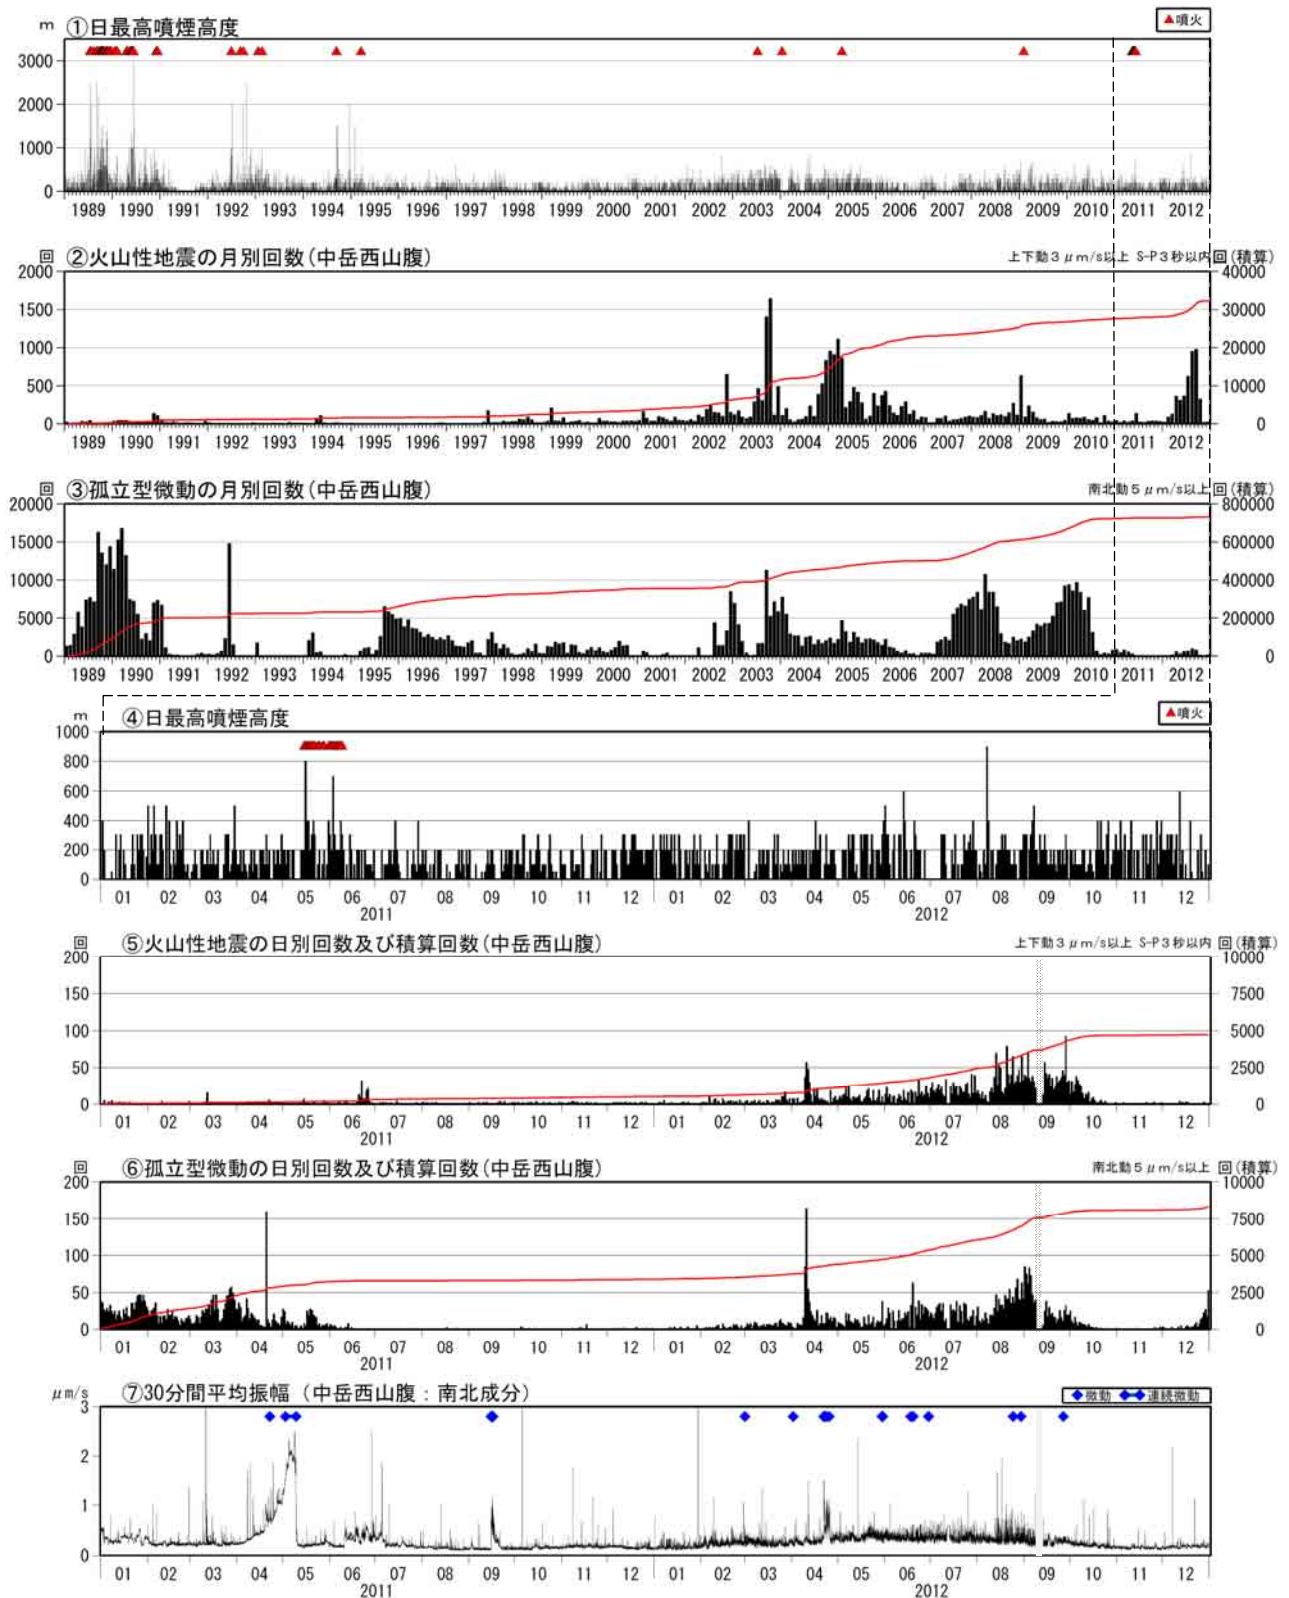 m ①日最高噴煙高度 ▲噴火
3000
2000
1000
0
1989 1990 1991 1992 1993 1994 1995 1996 1997 1998 1999 2000 2001 2002 2003 2004 2005 2006 2007 2008 2009 2010 2011 2012
回 ②火山性地震の月別回数(中岳西山腹) 上下動3μm/s以上 S-P3秒以内 回(積算)
2000 40000
1500 30000
1000 20000
500 10000
0 0
1989 1990 1991 1992 1993 1994 1995 1996 1997 1998 1999 2000 2001 2002 2003 2004 2005 2006 2007 2008 2009 2010 2011 2012
回 ③孤立型微動の月別回数(中岳西山腹) 南北動5μm/s以上 回(積算)
20000 800000
15000 600000
10000 400000
5000 200000
0 0
1989 1990 1991 1992 1993 1994 1995 1996 1997 1998 1999 2000 2001 2002 2003 2004 2005 2006 2007 2008 2009 2010 2011 2012
m ④日最高噴煙高度 ▲噴火
1000
800
600
400
200
0
01 02 03 04 05 06 07 08 09 10 11 12 01 02 03 04 05 06 07 08 09 10 11 12
2011 2012
回 ⑤火山性地震の日別回数及び積算回数(中岳西山腹) 上下動3μm/s以上 S-P3秒以内 回(積算)
200 10000
150 7500
100 5000
50 2500
0 0
01 02 03 04 05 06 07 08 09 10 11 12 01 02 03 04 05 06 07 08 09 10 11 12
2011 2012
回 ⑥孤立型微動の日別回数及び積算回数(中岳西山腹) 南北動5μm/s以上 回(積算)
200 10000
150 7500
100 5000
50 2500
0 0
01 02 03 04 05 06 07 08 09 10 11 12 01 02 03 04 05 06 07 08 09 10 11 12
2011 2012
μm/s ⑦30分間平均振幅(中岳西山腹:南北成分) ◆微動 ◆◆連続微動
3
2
1
0
01 02 03 04 05 06 07 08 09 10 11 12 01 02 03 04 05 06 07 08 09 10 11 12
2011 2012